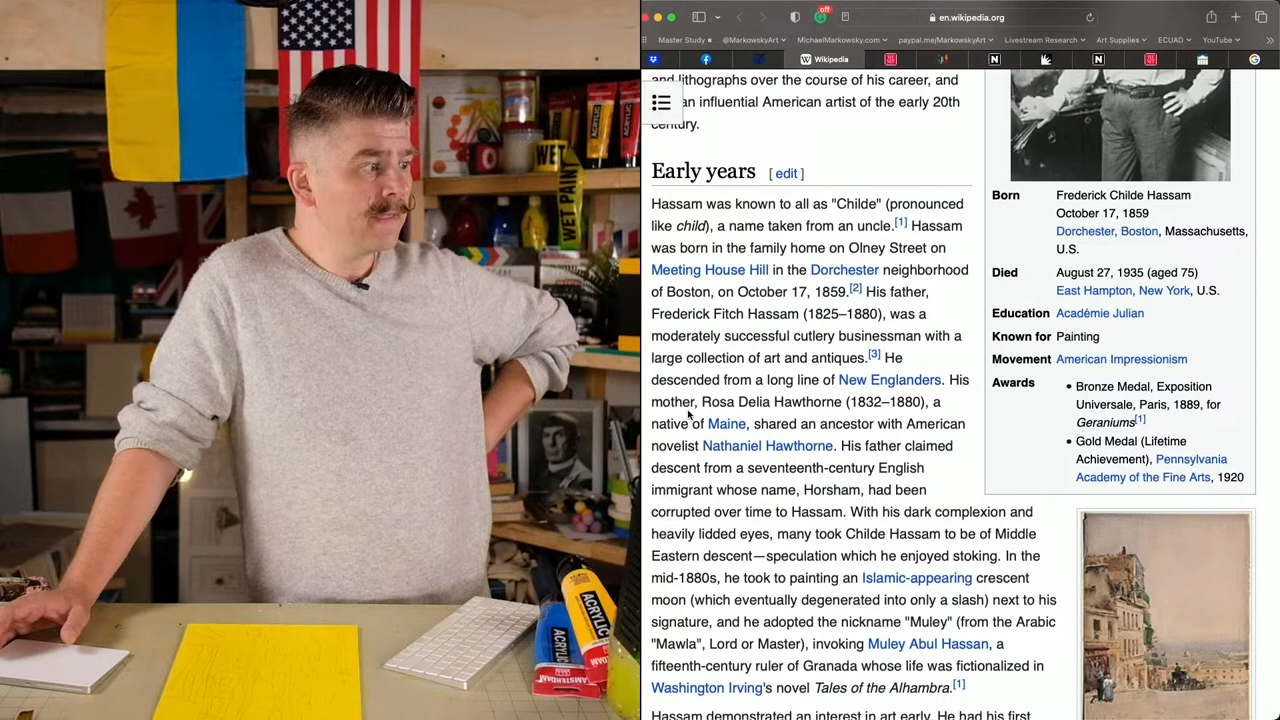 WET
WET PAINT
ACRYLIC
ACRYLIC
ACRYLIC
ACRYLIC
AMSTERDAM
AMSTERDAM
off
en.wikipedia.org
Master Study
@MarkowskyArt
MichaelMarkowsky.com
paypal.me/MarkowskyArt
Livestream Research
Art Supplies
ECUAD
YouTube
Wikipedia
and lithographs over the course of his career, and
an influential American artist of the early 20th
century.
Early years [ edit ]
Hassam was known to all as "Childe" (pronounced
like child), a name taken from an uncle.[1] Hassam
was born in the family home on Olney Street on
Meeting House Hill in the Dorchester neighborhood
of Boston, on October 17, 1859.[2] His father,
Frederick Fitch Hassam (1825–1880), was a
moderately successful cutlery businessman with a
large collection of art and antiques.[3] He
descended from a long line of New Englanders. His
mother, Rosa Delia Hawthorne (1832–1880), a
native of Maine, shared an ancestor with American
novelist Nathaniel Hawthorne. His father claimed
descent from a seventeenth-century English
immigrant whose name, Horsham, had been
corrupted over time to Hassam. With his dark complexion and
heavily lidded eyes, many took Childe Hassam to be of Middle
Eastern descent—speculation which he enjoyed stoking. In the
mid-1880s, he took to painting an Islamic-appearing crescent
moon (which eventually degenerated into only a slash) next to his
signature, and he adopted the nickname "Muley" (from the Arabic
"Mawla", Lord or Master), invoking Muley Abul Hassan, a
fifteenth-century ruler of Granada whose life was fictionalized in
Washington Irving's novel Tales of the Alhambra.[1]
Hassam demonstrated an interest in art early. He had his first
Born Frederick Childe Hassam
October 17, 1859
Dorchester, Boston, Massachusetts,
U.S.
Died August 27, 1935 (aged 75)
East Hampton, New York, U.S.
Education Académie Julian
Known for Painting
Movement American Impressionism
Awards • Bronze Medal, Exposition
Universale, Paris, 1889, for
Geraniums[1]
• Gold Medal (Lifetime
Achievement), Pennsylvania
Academy of the Fine Arts, 1920